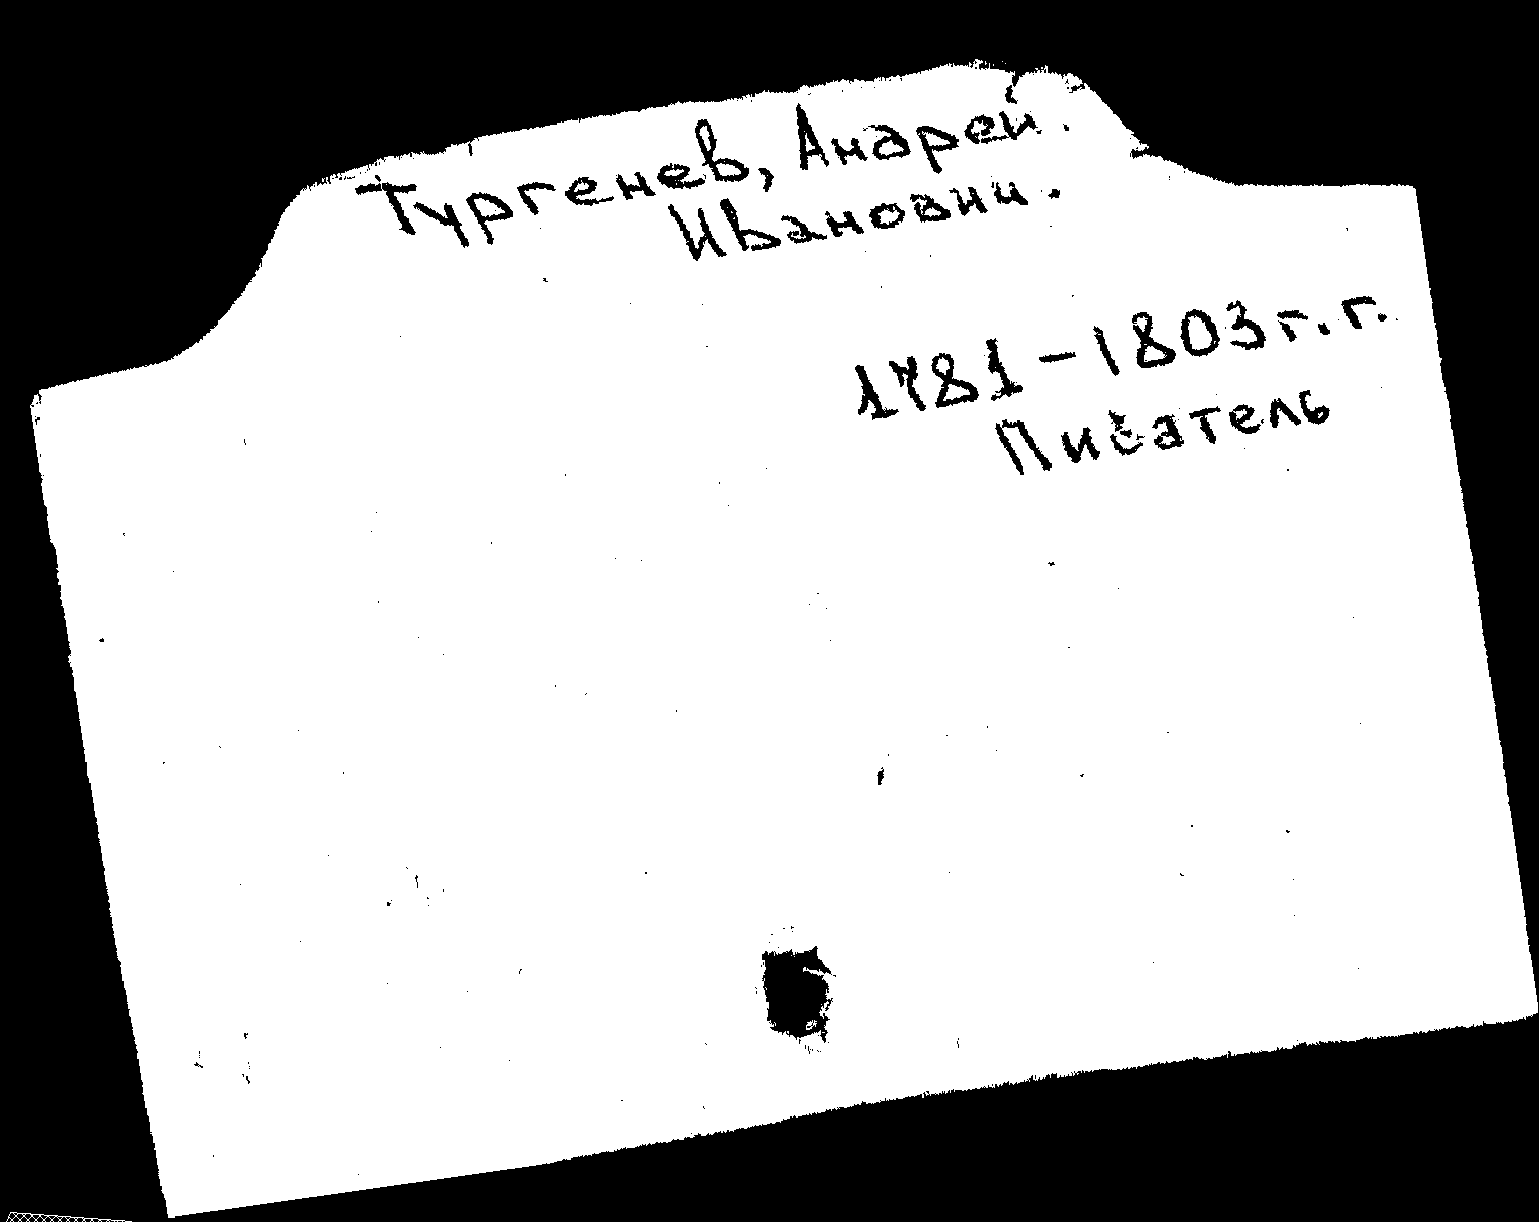 Тургенев, Андрей.
Иванович.
1781-1803 г. г.
Писатель